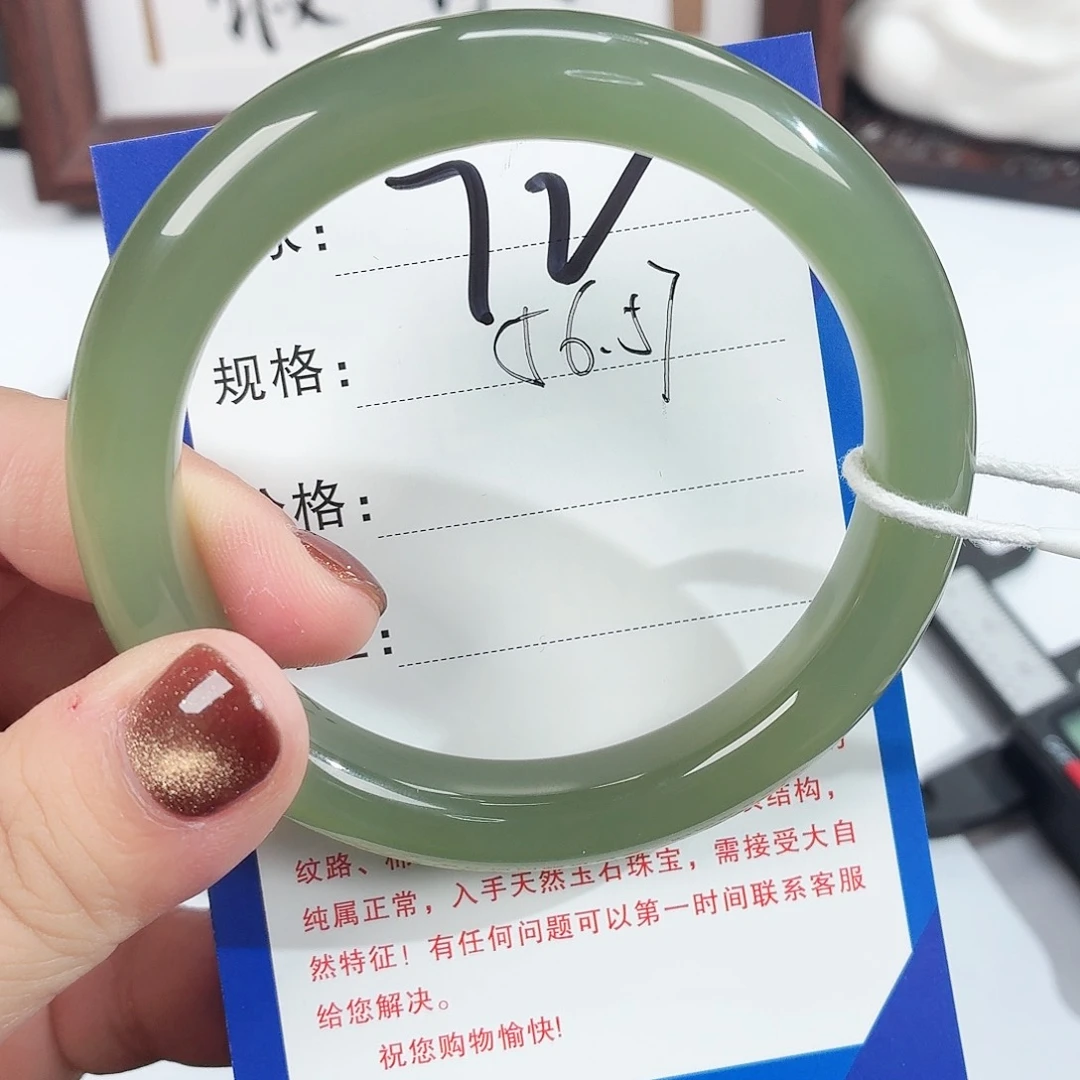 72
规格：
(56.5)
格：
结构，
纹路、
纯属正常，入手天然玉石珠宝，需接受大自
然特征！有任何问题可以第一时间联系客服
给您解决。
祝您购物愉快!